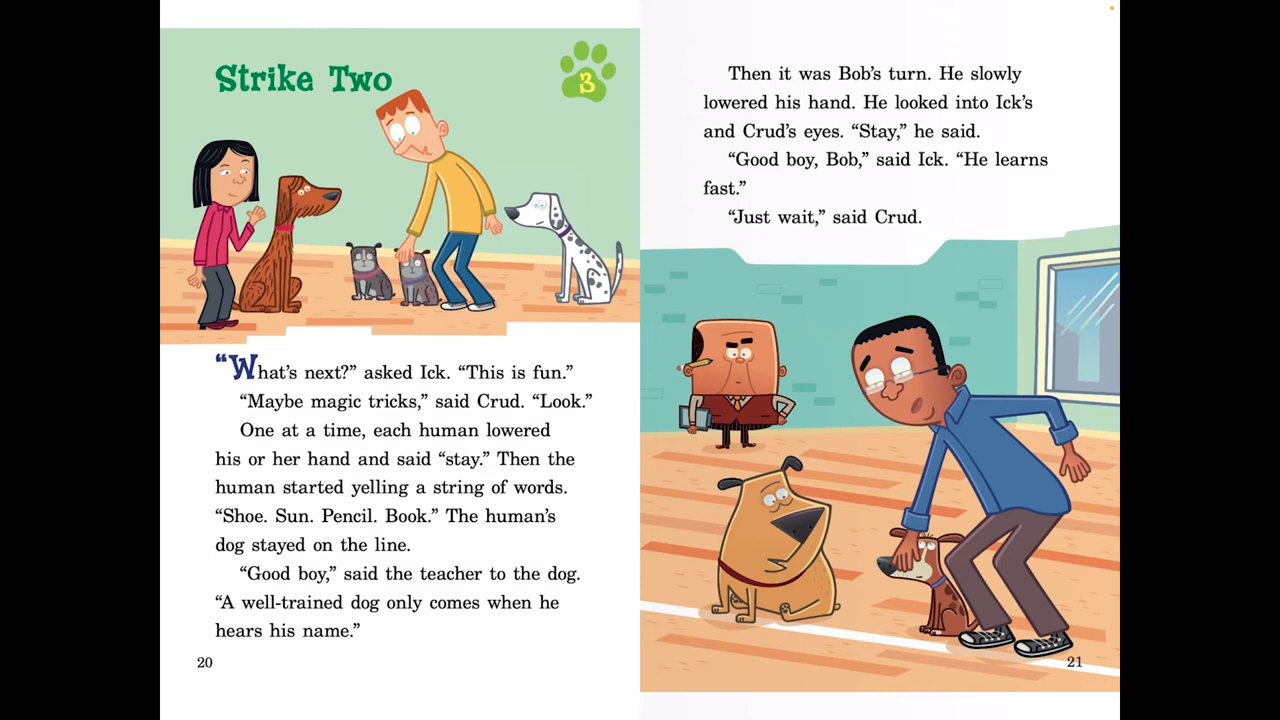 Strike Two
3
“What’s next?” asked Ick. “This is fun.”
“Maybe magic tricks,” said Crud. “Look.”
One at a time, each human lowered
his or her hand and said “stay.” Then the
human started yelling a string of words.
“Shoe. Sun. Pencil. Book.” The human’s
dog stayed on the line.
“Good boy,” said the teacher to the dog.
“A well-trained dog only comes when he
hears his name.”
20
Then it was Bob’s turn. He slowly
lowered his hand. He looked into Ick’s
and Crud’s eyes. “Stay,” he said.
“Good boy, Bob,” said Ick. “He learns
fast.”
“Just wait,” said Crud.
21